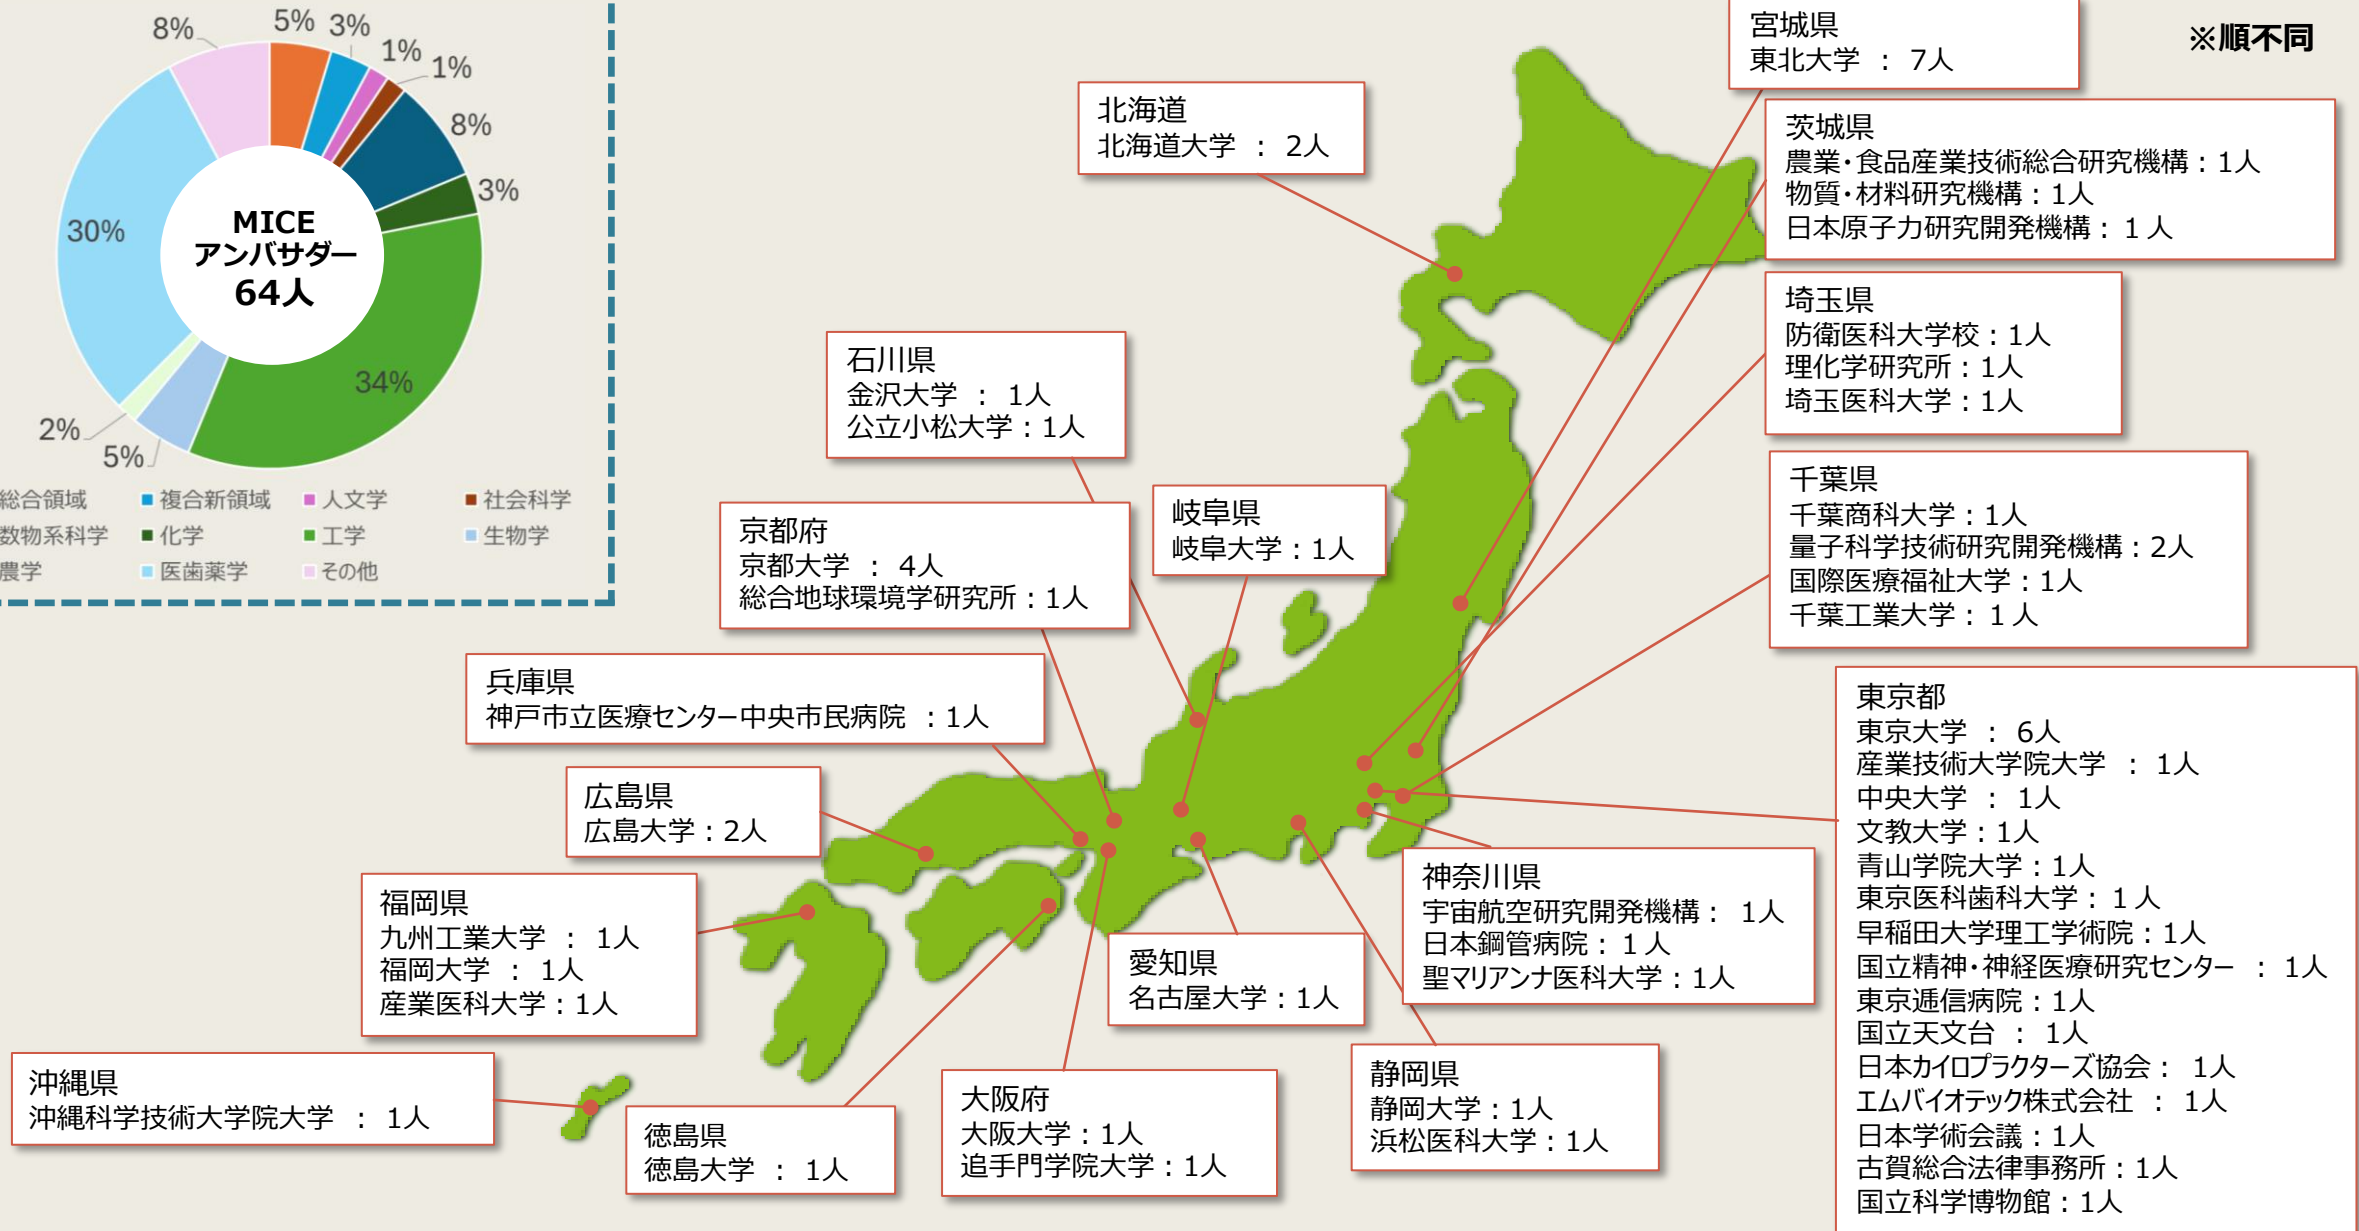 8%
5%
3%
1%
1%
8%
3%
34%
5%
2%
30%
MICE
アンバサダー
64人
総合領域
複合新領域
人文学
社会科学
数物系科学
化学
工学
生物学
農学
医歯薬学
その他
※順不同
宮城県
東北大学 : 7人
北海道
北海道大学 : 2人
茨城県
農業・食品産業技術総合研究機構:1人
物質・材料研究機構:1人
日本原子力研究開発機構:1人
埼玉県
防衛医科大学校:1人
理化学研究所:1人
埼玉医科大学:1人
石川県
金沢大学 : 1人
公立小松大学:1人
千葉県
千葉商科大学:1人
量子科学技術研究開発機構:2人
国際医療福祉大学:1人
千葉工業大学:1人
岐阜県
岐阜大学:1人
京都府
京都大学 : 4人
総合地球環境学研究所:1人
兵庫県
神戸市立医療センター中央市民病院 :1人
東京都
東京大学 : 6人
産業技術大学院大学 : 1人
中央大学 : 1人
文教大学:1人
青山学院大学:1人
東京医科歯科大学:1人
早稲田大学理工学術院:1人
国立精神・神経医療研究センター : 1人
東京逓信病院:1人
国立天文台 : 1人
日本カイロプラクターズ協会: 1人
エムバイオテック株式会社 : 1人
日本学術会議:1人
古賀総合法律事務所:1人
国立科学博物館:1人
広島県
広島大学:2人
神奈川県
宇宙航空研究開発機構: 1人
日本鋼管病院:1人
聖マリアンナ医科大学:1人
福岡県
九州工業大学 : 1人
福岡大学 : 1人
産業医科大学:1人
愛知県
名古屋大学:1人
静岡県
静岡大学:1人
浜松医科大学:1人
沖縄県
沖縄科学技術大学院大学 : 1人
大阪府
大阪大学:1人
追手門学院大学:1人
徳島県
徳島大学 : 1人